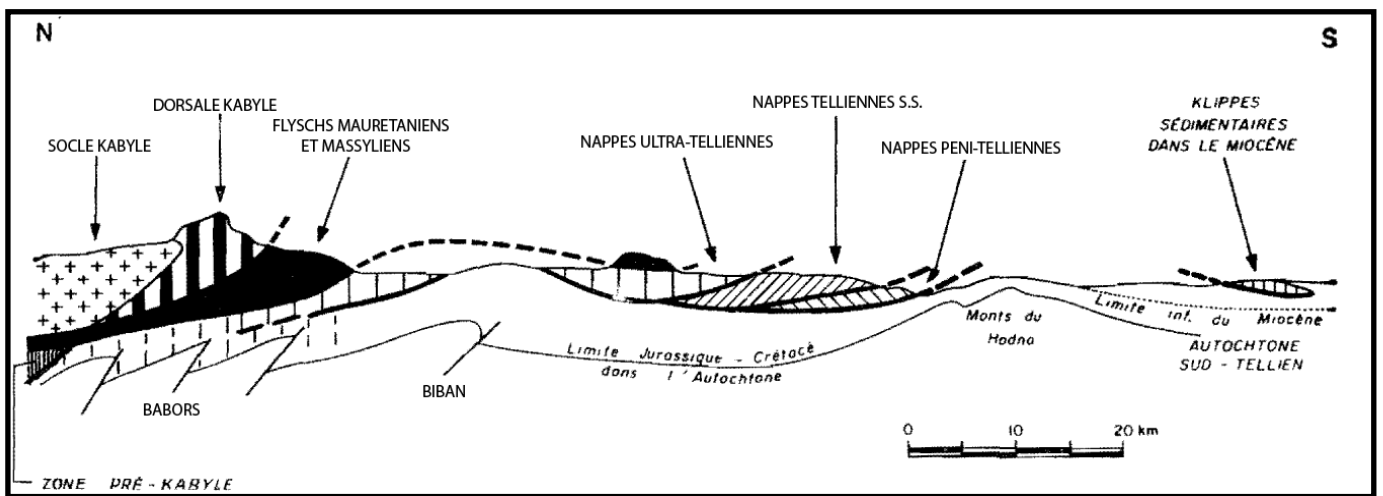 N
S
DORSALE KABYLE
SOCLE KABYLE
FLYSCHS MAURETANIENS
ET MASSYLIENS
NAPPES ULTRA-TELLIENNES
NAPPES TELLIENNES S.S.
NAPPES PENI-TELLIENNES
KLIPPES
SÉDIMENTAIRES
DANS LE MIOCÈNE
Limite Jurassique - Crétacé
dans l'Autochtone
Monts du
Hodna
Limite inf. du Miocène
AUTOCHTONE
SUD - TELLIEN
BIBAN
BABORS
0 10 20 km
ZONE PRÉ - KABYLE